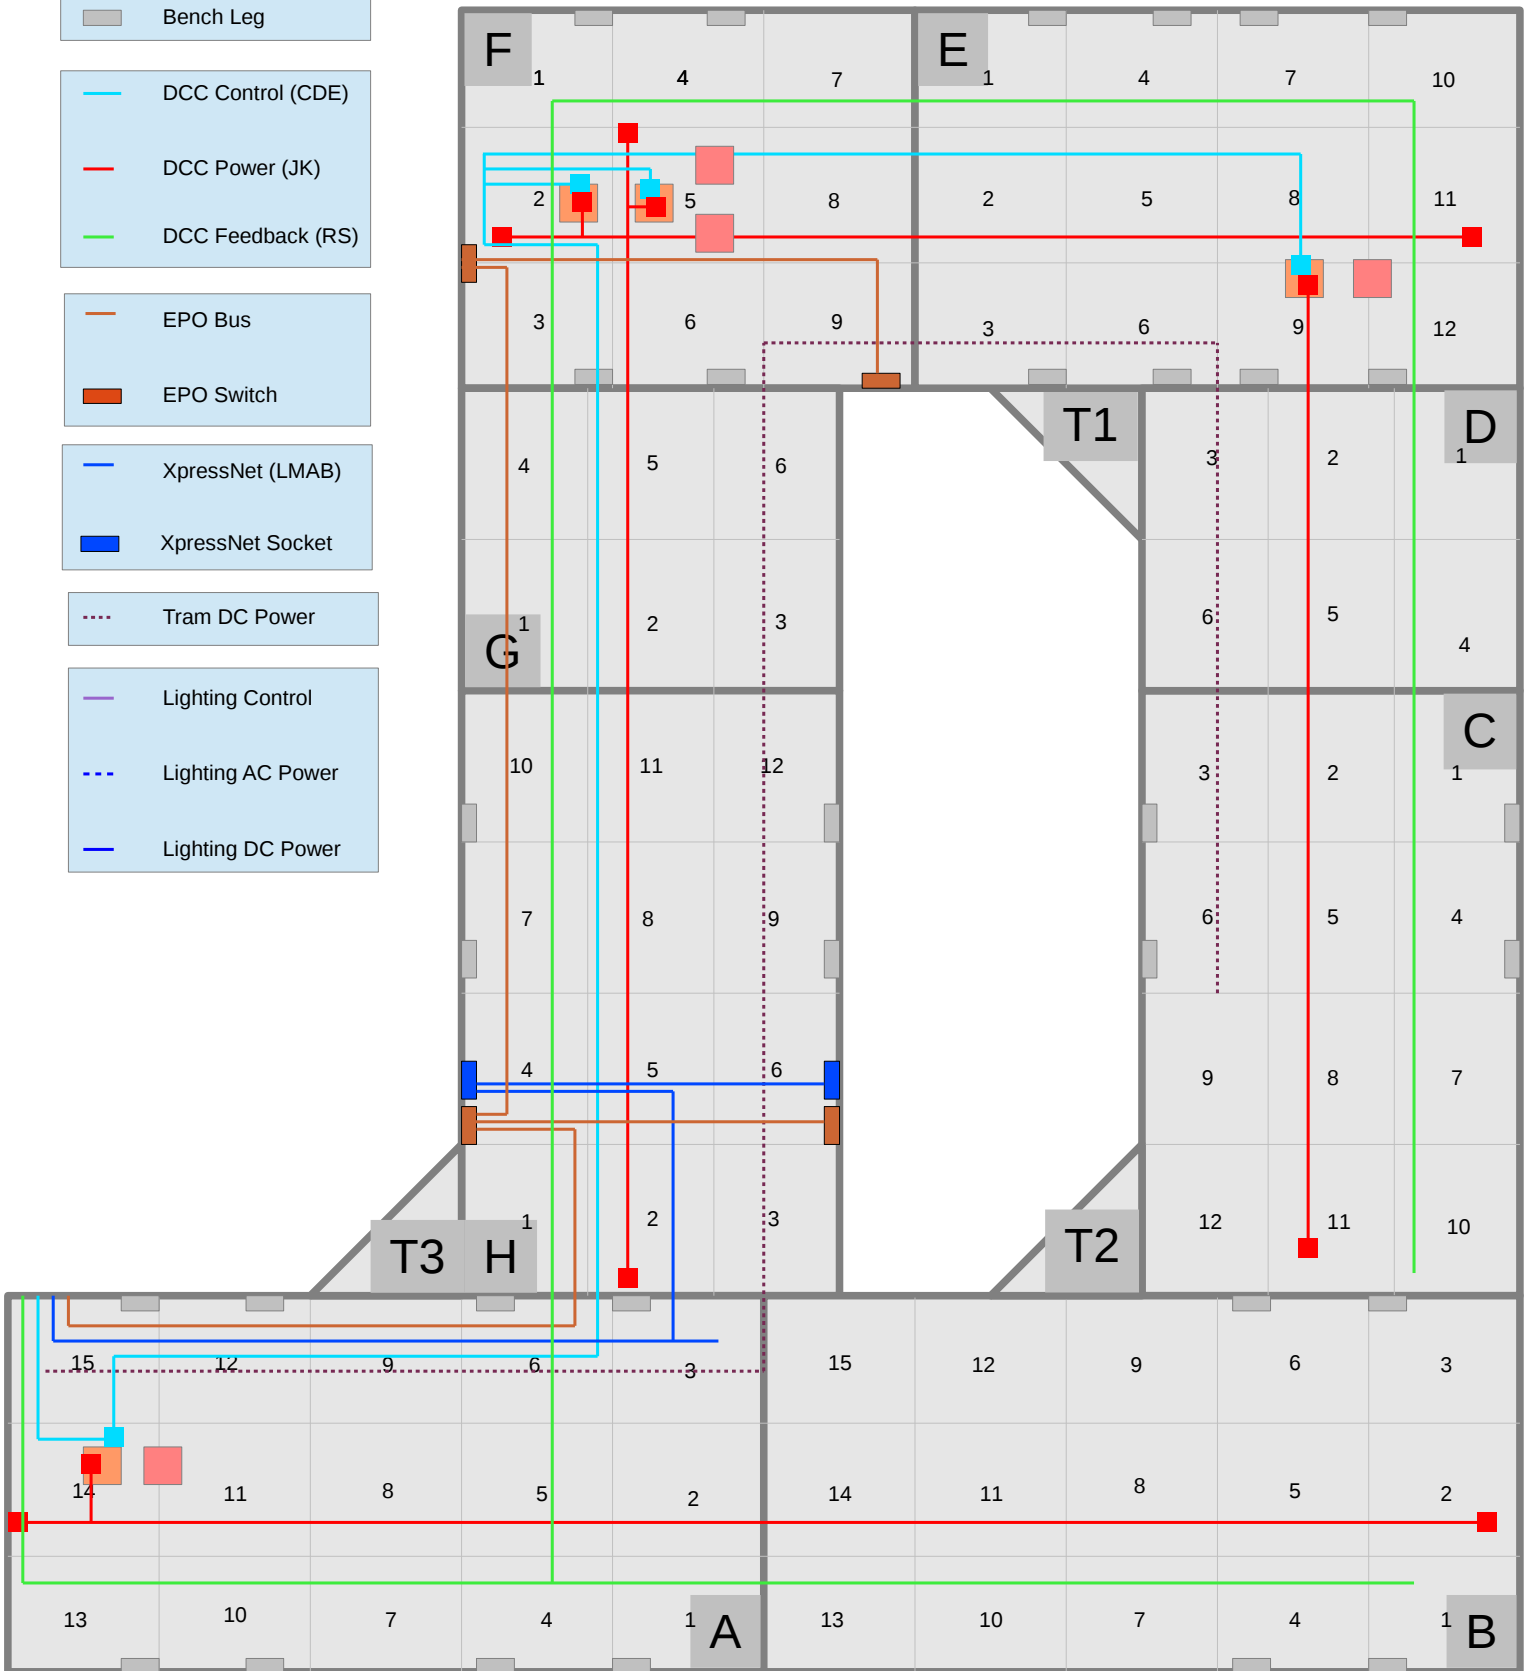 Bench Leg
DCC Control (CDE)
DCC Power (JK)
DCC Feedback (RS)
EPO Bus
EPO Switch
XpressNet (LMAB)
XpressNet Socket
Tram DC Power
Lighting Control
Lighting AC Power
Lighting DC Power
F
1 4 7
2 5 8
3 6 9
E
1 4 7 10
2 5 8 11
3 6 9 12
T1
D
3 2 1
6 5 4
4 5 6
1 2 3
G
C
3 2 1
6 5 4
9 8 7
12 11 10
10 11 12
7 8 9
4 5 6
1 2 3
T3 H
T2
15 12 9 6 3
14 11 8 5 2
13 10 7 4 1
A
15 12 9 6 3
14 11 8 5 2
13 10 7 4 1
B